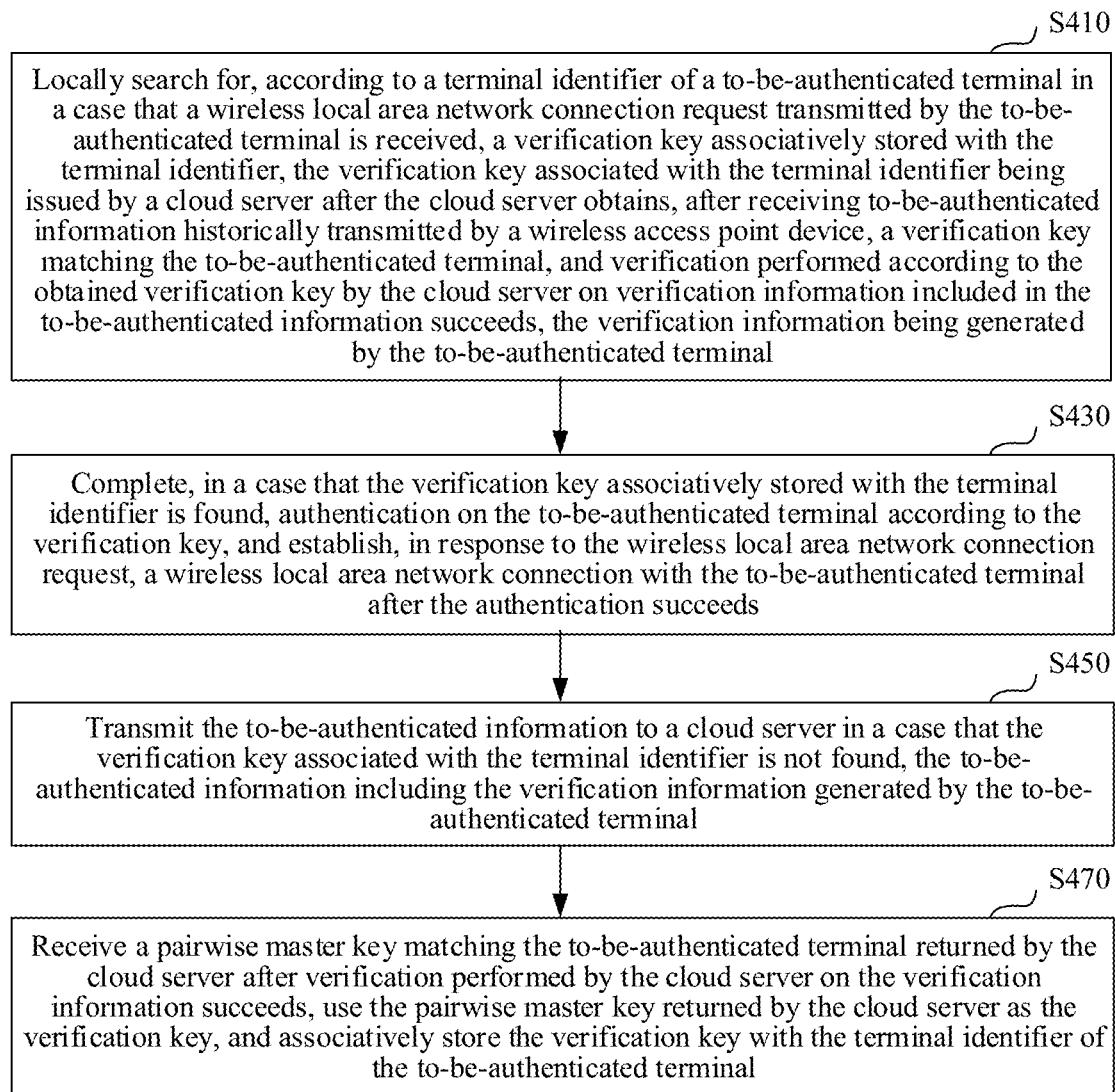 S410
Locally search for, according to a terminal identifier of a to-be-authenticated terminal in
a case that a wireless local area network connection request transmitted by the to-be-
authenticated terminal is received, a verification key associatively stored with the
terminal identifier, the verification key associated with the terminal identifier being
issued by a cloud server after the cloud server obtains, after receiving to-be-authenticated
information historically transmitted by a wireless access point device, a verification key
matching the to-be-authenticated terminal, and verification performed according to the
obtained verification key by the cloud server on verification information included in the
to-be-authenticated information succeeds, the verification information being generated
by the to-be-authenticated terminal
S430
Complete, in a case that the verification key associatively stored with the terminal
identifier is found, authentication on the to-be-authenticated terminal according to the
verification key, and establish, in response to the wireless local area network connection
request, a wireless local area network connection with the to-be-authenticated terminal
after the authentication succeeds
S450
Transmit the to-be-authenticated information to a cloud server in a case that the
verification key associated with the terminal identifier is not found, the to-be-
authenticated information including the verification information generated by the to-be-
authenticated terminal
S470
Receive a pairwise master key matching the to-be-authenticated terminal returned by the
cloud server after verification performed by the cloud server on the verification
information succeeds, use the pairwise master key returned by the cloud server as the
verification key, and associatively store the verification key with the terminal identifier of
the to-be-authenticated terminal